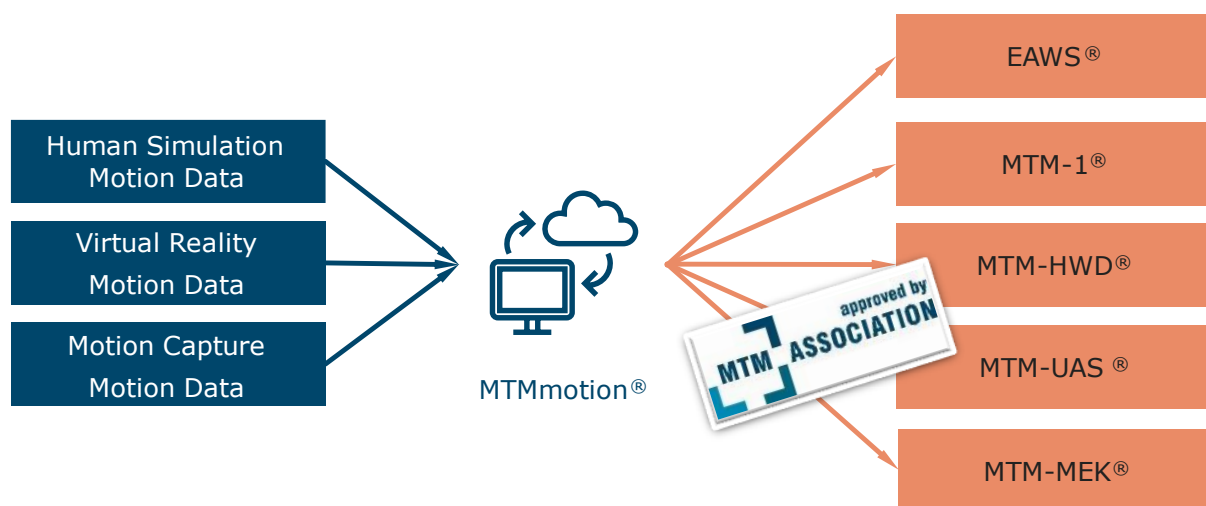 Human Simulation
Motion Data
Virtual Reality
Motion Data
Motion Capture
Motion Data
MTMmotion®
EAWS®
MTM-1®
MTM-HWD®
MTM-UAS ®
MTM-MEK®
approved by
MTM ASSOCIATION